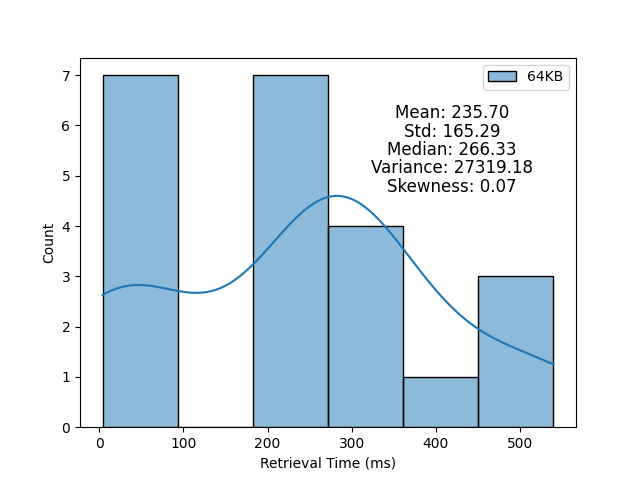 64KB
Mean: 235.70
Std: 165.29
Median: 266.33
Variance: 27319.18
Skewness: 0.07
7
6
5
4
3
2
1
0
Count
0 100 200 300 400 500
Retrieval Time (ms)